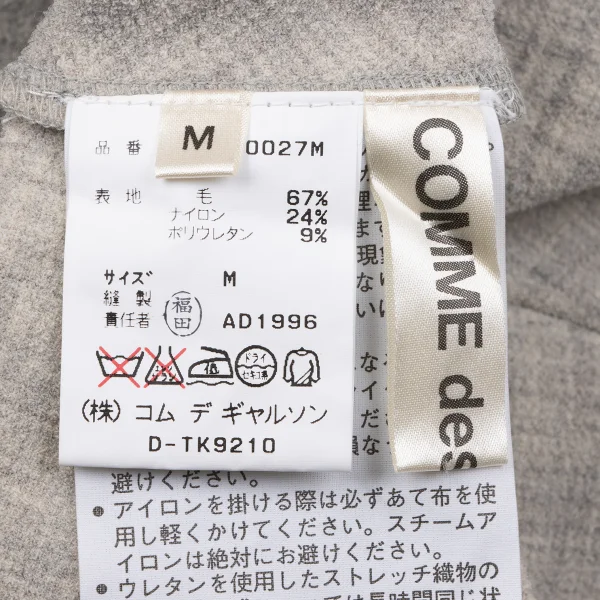 M
品番 0027M
表地 毛 67%
ナイロン 24%
ポリウレタン 9%
サイズ M
縫製
責任者 福田 AD1996
低
ドライ
セキユ系
(株) コム デ ギャルソン
D-TK9210
COMME des
避けください。
• アイロンを掛ける際は必ずあて布を使
用し軽くかけてください。スチームア
イロンは絶対にお避けください。
• ウレタンを使用したストレッチ織物の